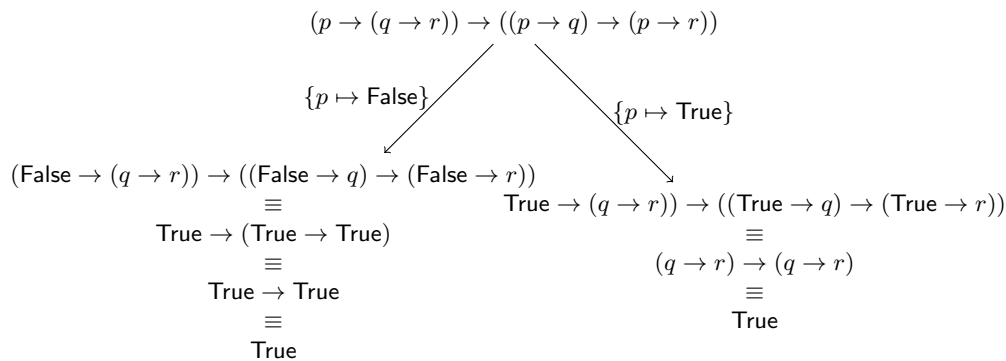 (p → (q → r)) → ((p → q) → (p → r))
{p ↦ False}
{p ↦ True}
(False → (q → r)) → ((False → q) → (False → r))
≡
True → (True → True)
≡
True → True
≡
True
True → (q → r)) → ((True → q) → (True → r))
≡
(q → r) → (q → r)
≡
True